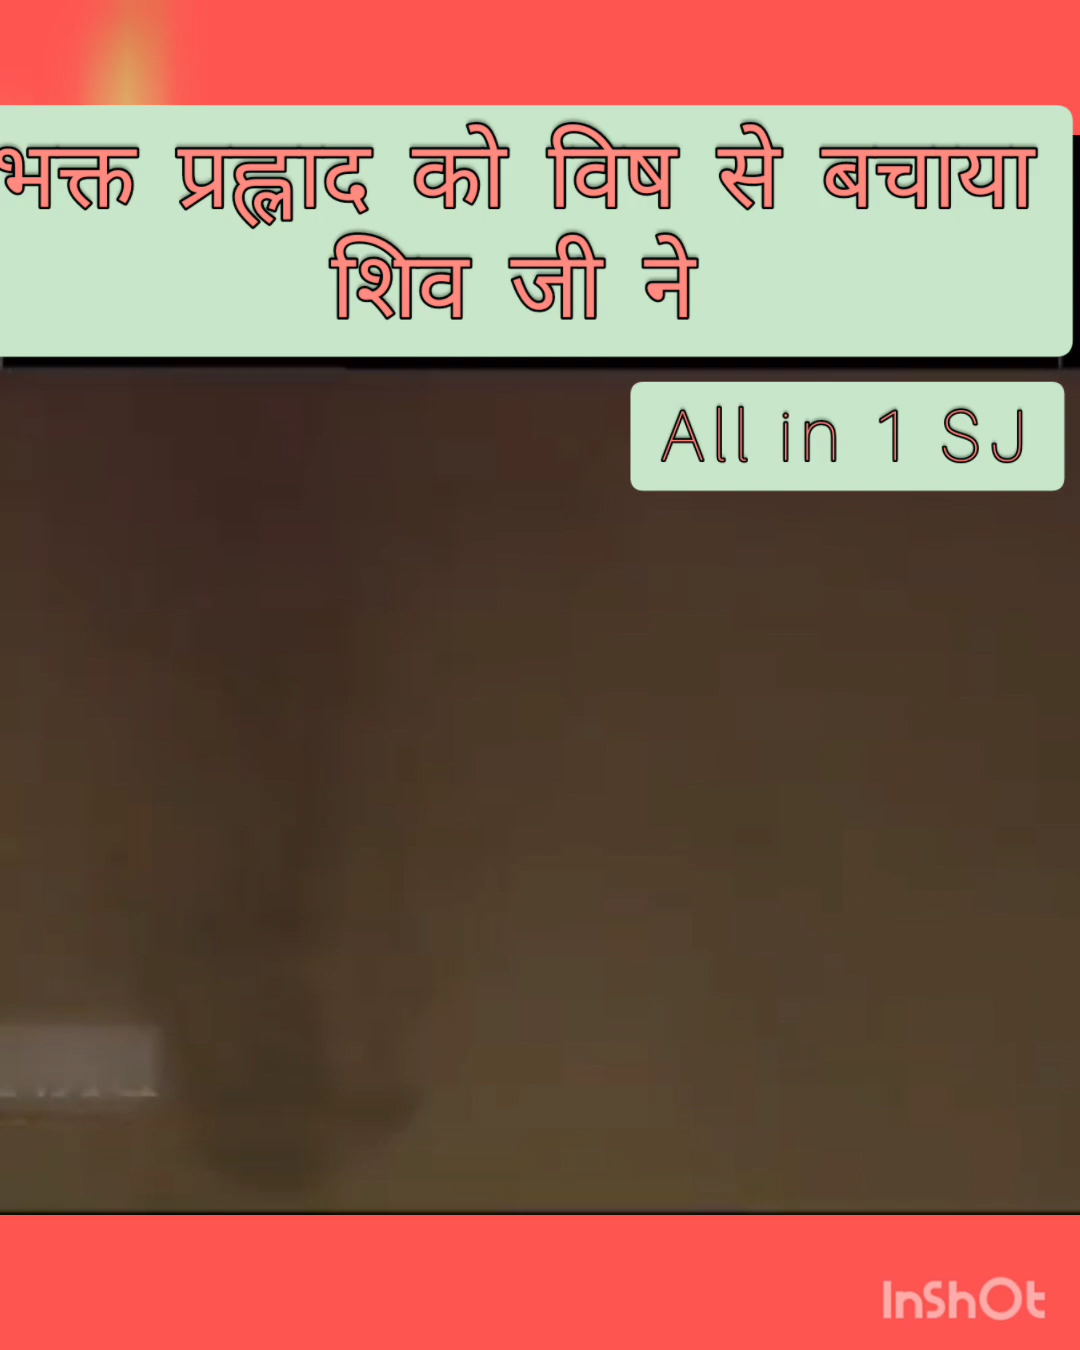 भक्त प्रह्लाद को विष से बचाया
शिव जी ने
All in 1 SJ
InShOt